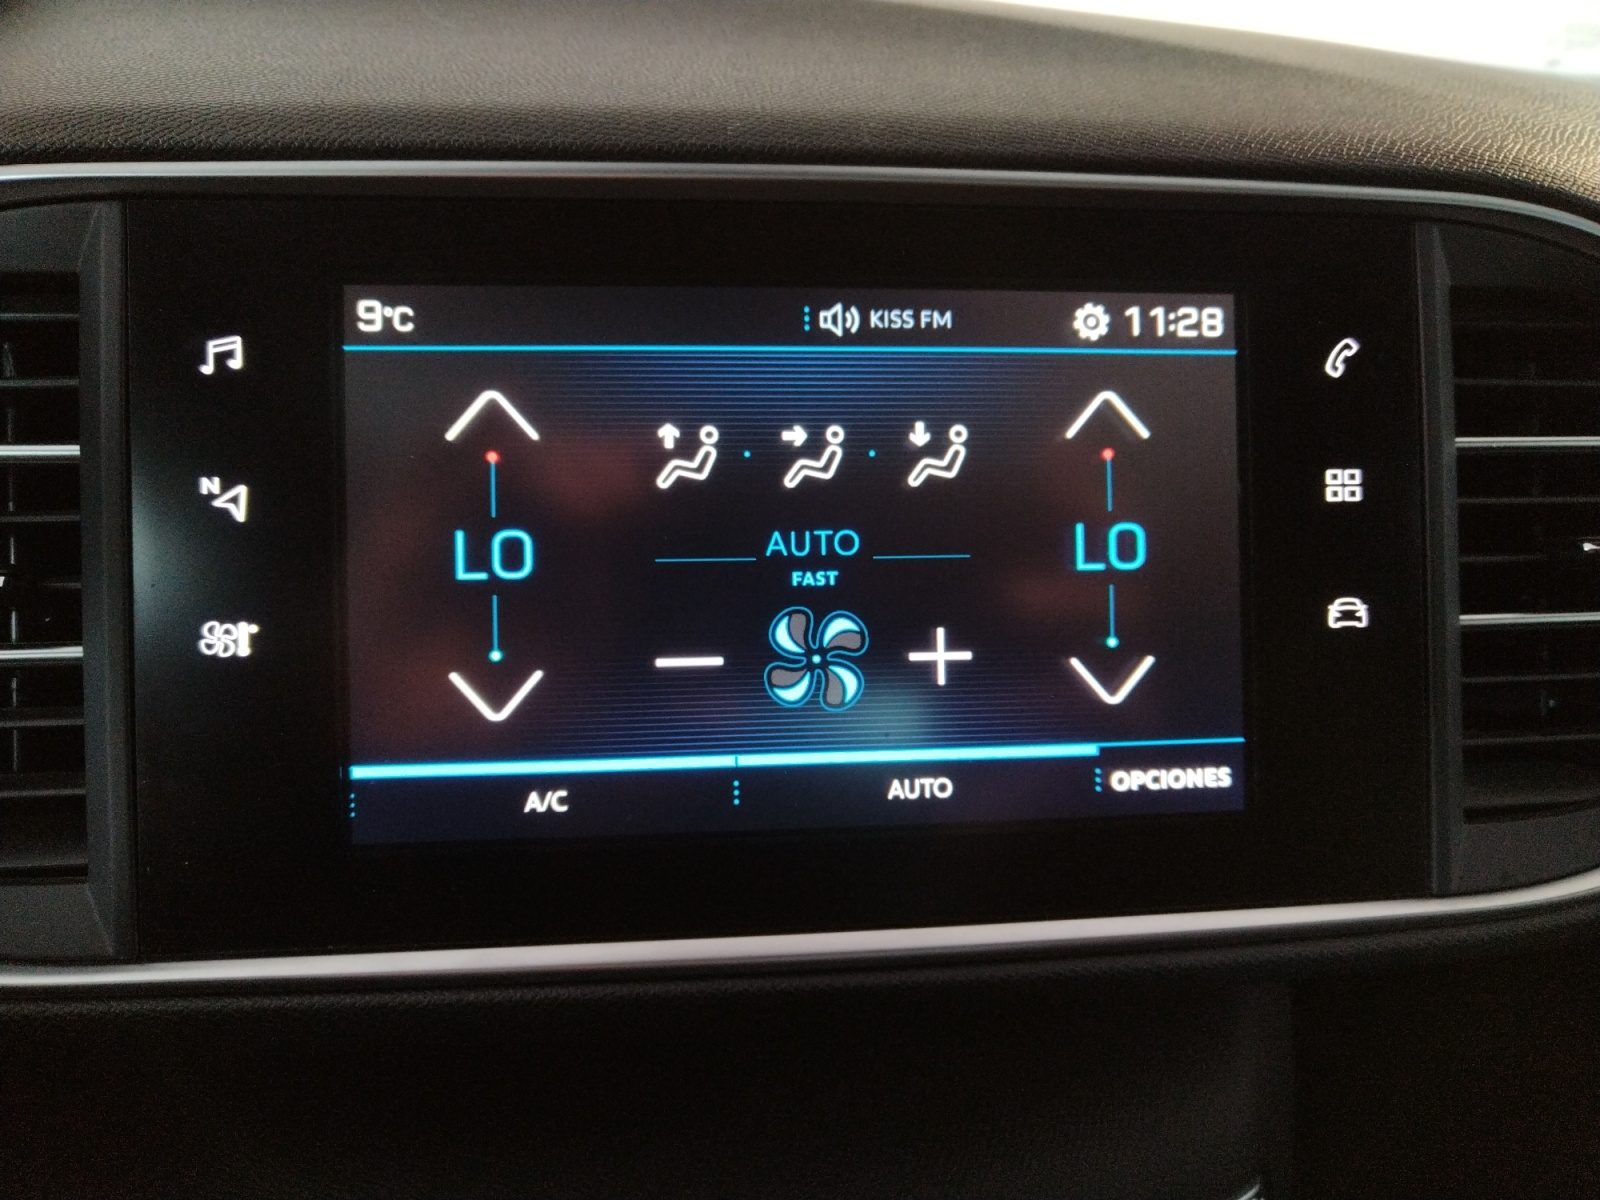 9°C
KISS FM
11:28
N
LO
AUTO
FAST
LO
A/C
AUTO
OPCIONES